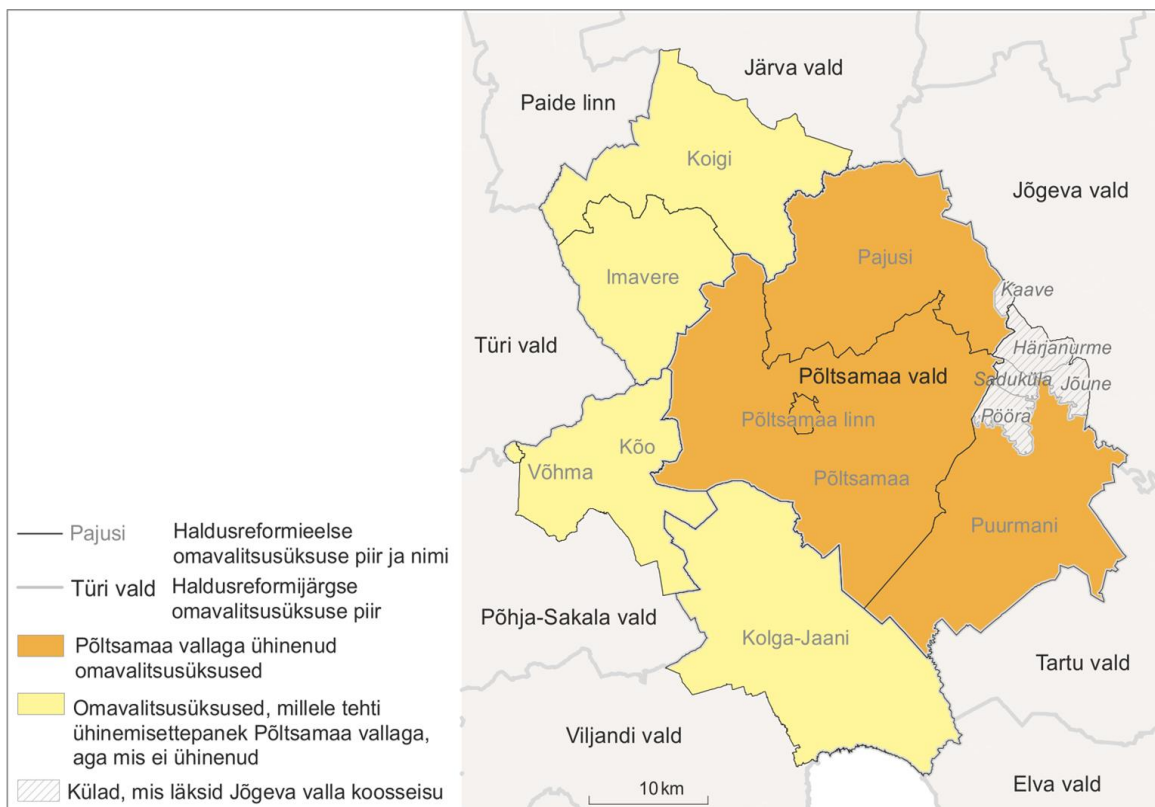 Järva vald
Paide linn
Koigi
Jõgeva vald
Pajusi
Imavere
Kaave
Türi vald
Härjanurme
Põltsamaa vald
Saduküla
Jõune
Põltsamaa linn
Pööra
Kõo
Võhma
Põltsamaa
Puurmani
Põhja-Sakala vald
Kolga-Jaani
Tartu vald
Viljandi vald
10 km
Elva vald
Pajusi
Haldusreformieelse
omavalitsusüksuse piir ja nimi
Türi vald
Haldusreformijärgse
omavalitsusüksuse piir
Põltsamaa vallaga ühinenud
omavalitsusüksused
Omavalitsusüksused, millele tehti
ühinemisettepanek Põltsamaa vallaga,
aga mis ei ühinenud
Külad, mis läksid Jõgeva valla koosseisu